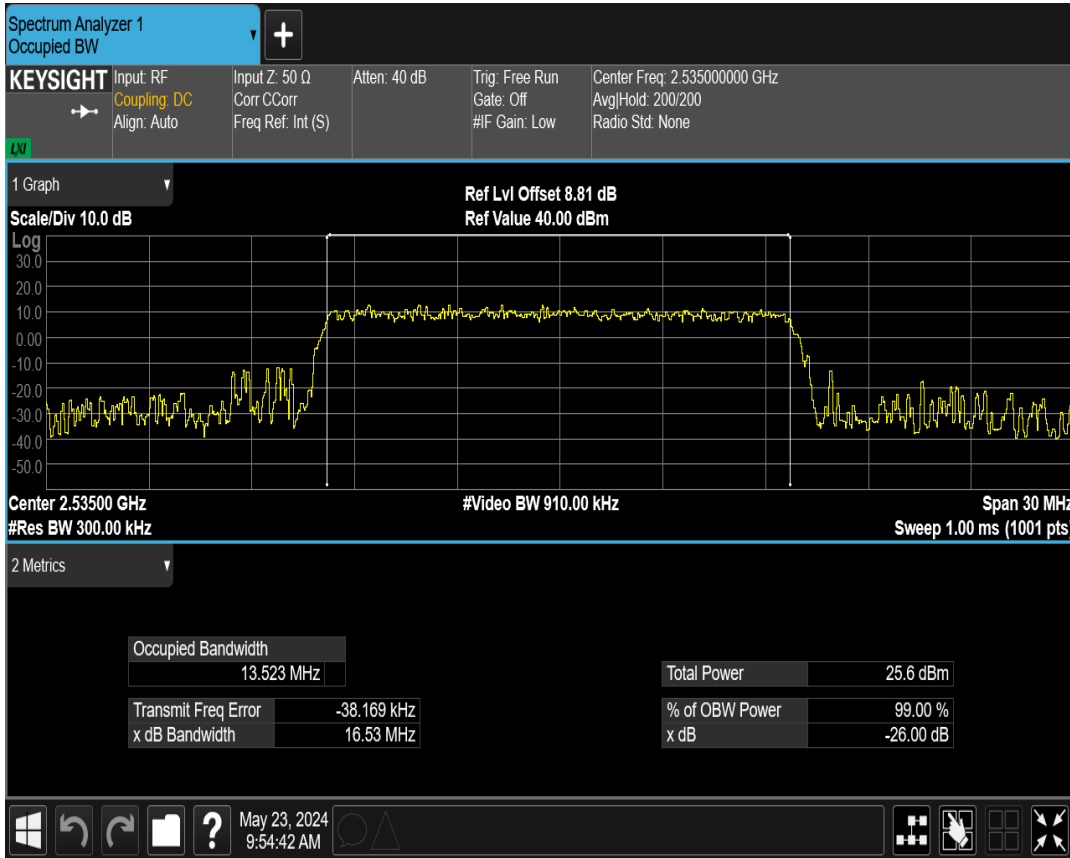 Spectrum Analyzer 1
Occupied BW
KEYSIGHT
LXI
Input: RF
Coupling: DC
Align: Auto
Input Z: 50 Ω
Corr CCorr
Freq Ref: Int (S)
Atten: 40 dB
Trig: Free Run
Gate: Off
#IF Gain: Low
Center Freq: 2.535000000 GHz
Avg|Hold: 200/200
Radio Std: None
1 Graph
Scale/Div 10.0 dB
Ref Lvl Offset 8.81 dB
Ref Value 40.00 dBm
Log
30.0
20.0
10.0
0.00
-10.0
-20.0
-30.0
-40.0
-50.0
Center 2.53500 GHz
#Res BW 300.00 kHz
#Video BW 910.00 kHz
Span 30 MHz
Sweep 1.00 ms (1001 pts)
2 Metrics
Occupied Bandwidth
13.523 MHz
Transmit Freq Error -38.169 kHz
x dB Bandwidth 16.53 MHz
Total Power 25.6 dBm
% of OBW Power 99.00 %
x dB -26.00 dB
?
May 23, 2024
9:54:42 AM